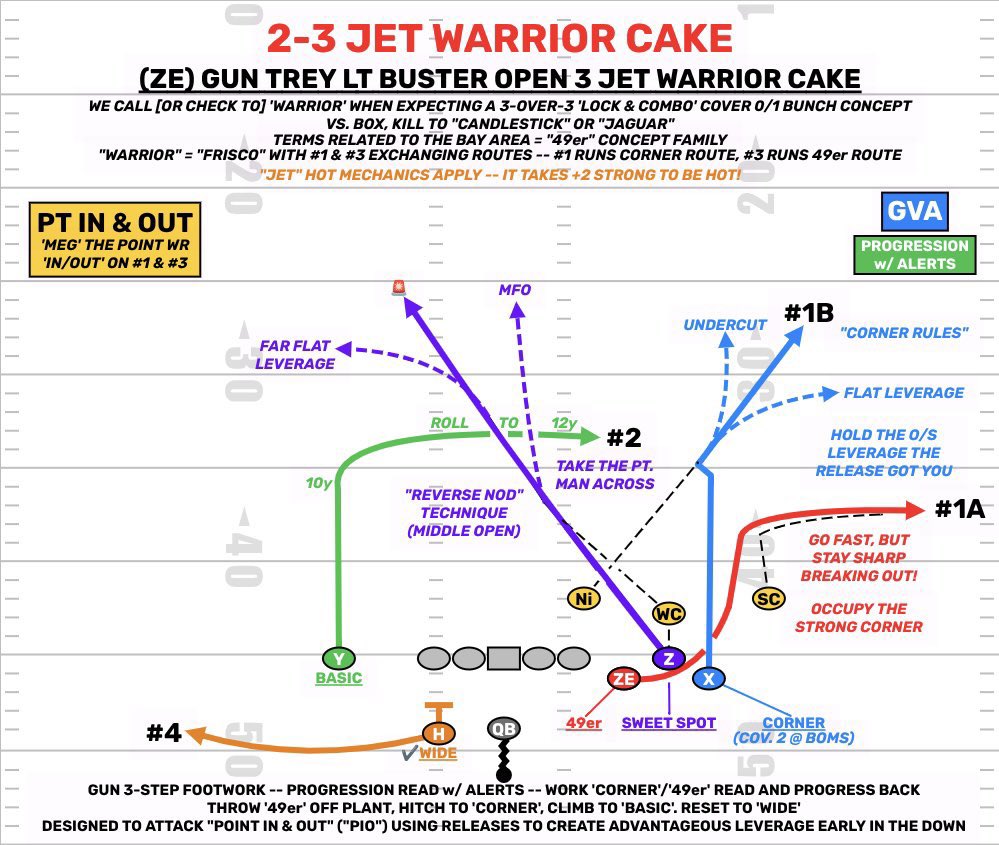 2-3 JET WARRIOR CAKE
(ZE) GUN TREY LT BUSTER OPEN 3 JET WARRIOR CAKE
WE CALL [OR CHECK TO] 'WARRIOR' WHEN EXPECTING A 3-OVER-3 'LOCK & COMBO' COVER 0/1 BUNCH CONCEPT
VS. BOX, KILL TO "CANDLESTICK" OR "JAGUAR"
TERMS RELATED TO THE BAY AREA = "49er" CONCEPT FAMILY
"WARRIOR" = "FRISCO" WITH #1 & #3 EXCHANGING ROUTES -- #1 RUNS CORNER ROUTE, #3 RUNS 49er ROUTE
"JET" HOT MECHANICS APPLY -- IT TAKES +2 STRONG TO BE HOT!
PT IN & OUT
'MEG' THE POINT WR
'IN/OUT' ON #1 & #3
GVA
PROGRESSION
w/ ALERTS
MFO
#1B
UNDERCUT
"CORNER RULES"
FAR FLAT
LEVERAGE
FLAT LEVERAGE
ROLL TO 12y
#2
HOLD THE O/S
LEVERAGE THE
RELEASE GOT YOU
TAKE THE PT.
MAN ACROSS
10y
"REVERSE NOD"
TECHNIQUE
(MIDDLE OPEN)
#1A
GO FAST, BUT
STAY SHARP
BREAKING OUT!
OCCUPY THE
STRONG CORNER
Ni
WC
SC
Y
BASIC
Z
ZE
X
49er
SWEET SPOT
CORNER
(COV. 2 @ BOMS)
#4
H
WIDE
QB
20
20
30
30
40
40
50
50
GUN 3-STEP FOOTWORK -- PROGRESSION READ w/ ALERTS -- WORK 'CORNER'/'49er' READ AND PROGRESS BACK
THROW '49er' OFF PLANT, HITCH TO 'CORNER', CLIMB TO 'BASIC'. RESET TO 'WIDE'
DESIGNED TO ATTACK "POINT IN & OUT" ("PIO") USING RELEASES TO CREATE ADVANTAGEOUS LEVERAGE EARLY IN THE DOWN